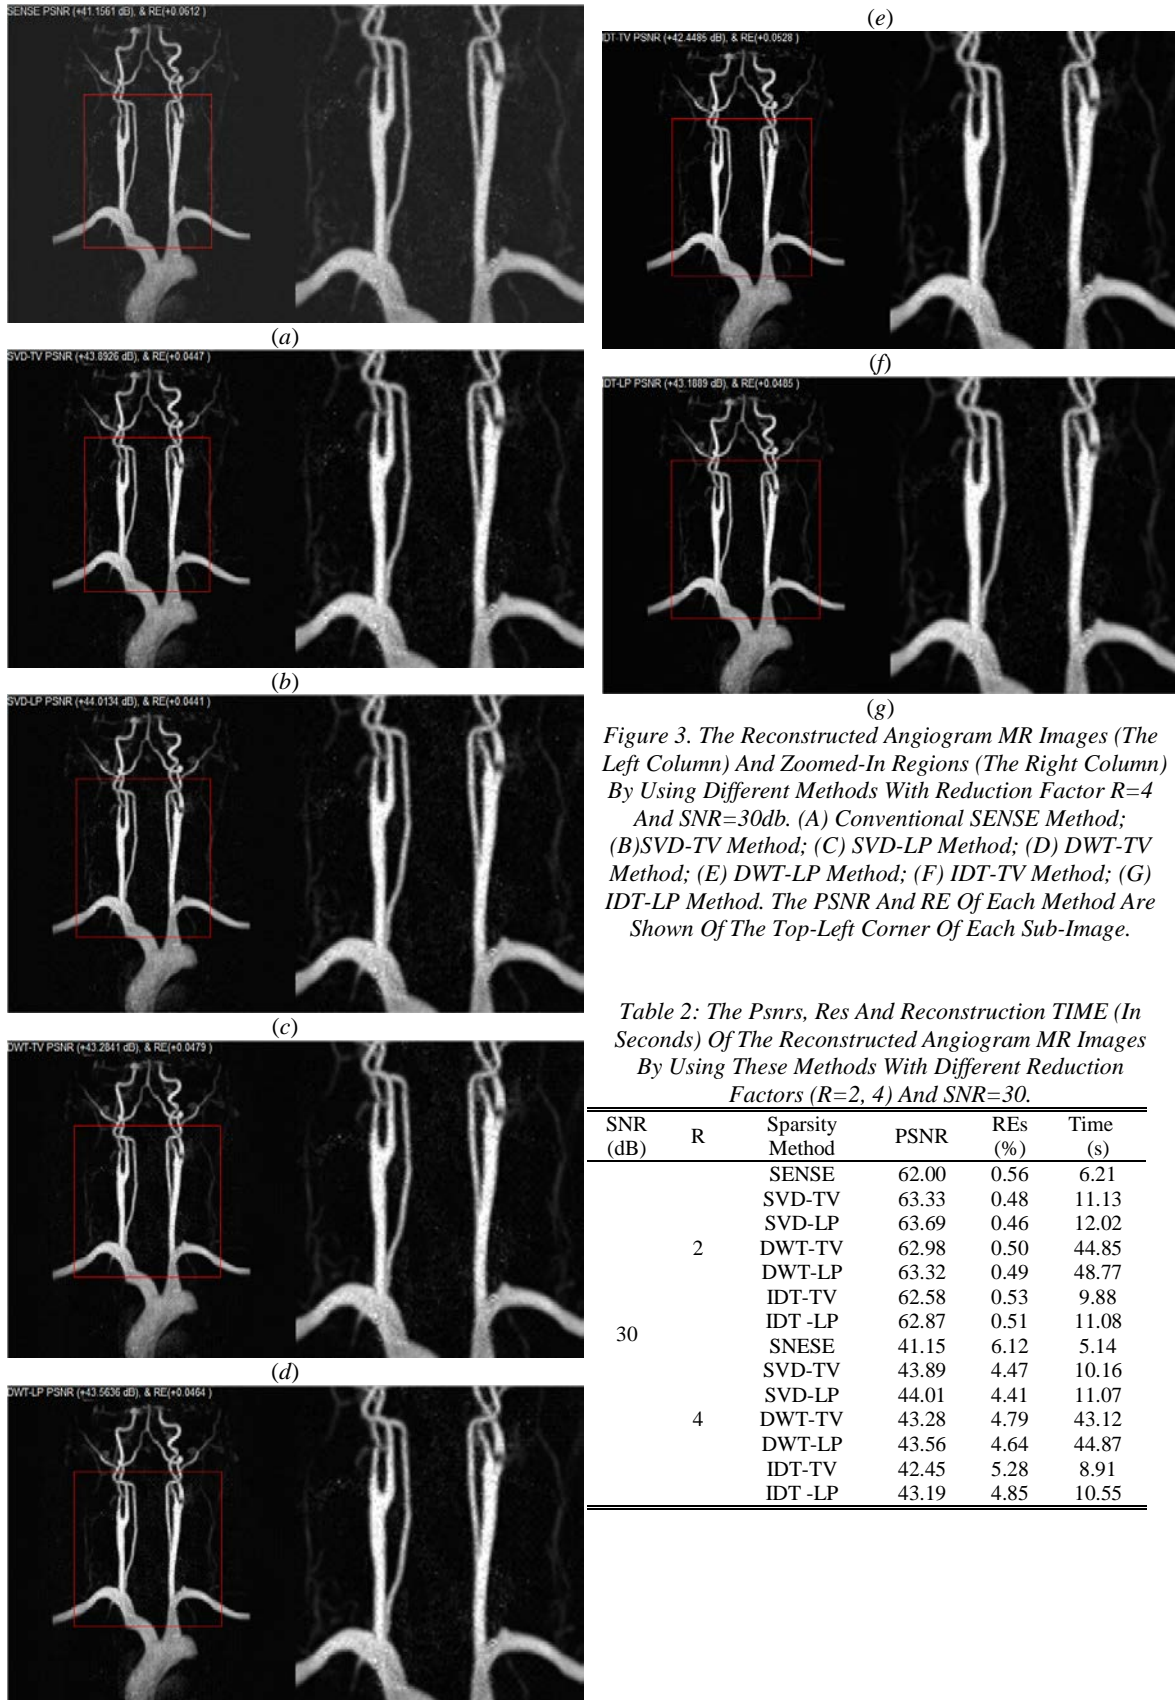 SENSE PSNR (+41.1561 dB), & RE(+0.0612 )
(a)
SVD-TV PSNR (+43.8926 dB), & RE(+0.0447 )
(b)
SVD-LP PSNR (+44.0134 dB), & RE(+0.0441 )
(c)
DWT-TV PSNR (+43.2841 dB), & RE(+0.0479 )
(d)
DWT-LP PSNR (+43.5636 dB), & RE(+0.0464 )
(e)
IDT-TV PSNR (+42.4485 dB), & RE(+0.0528 )
(f)
IDT-LP PSNR (+43.1889 dB), & RE(+0.0485 )
(g)
Figure 3. The Reconstructed Angiogram MR Images (The
Left Column) And Zoomed-In Regions (The Right Column)
By Using Different Methods With Reduction Factor R=4
And SNR=30db. (A) Conventional SENSE Method;
(B)SVD-TV Method; (C) SVD-LP Method; (D) DWT-TV
Method; (E) DWT-LP Method; (F) IDT-TV Method; (G)
IDT-LP Method. The PSNR And RE Of Each Method Are
Shown Of The Top-Left Corner Of Each Sub-Image.
Table 2: The Psnrs, Res And Reconstruction TIME (In
Seconds) Of The Reconstructed Angiogram MR Images
By Using These Methods With Different Reduction
Factors (R=2, 4) And SNR=30.
SNR (dB) R Sparsity Method PSNR REs (%) Time (s)
30
2
SENSE 62.00 0.56 6.21
SVD-TV 63.33 0.48 11.13
SVD-LP 63.69 0.46 12.02
DWT-TV 62.98 0.50 44.85
DWT-LP 63.32 0.49 48.77
IDT-TV 62.58 0.53 9.88
IDT -LP 62.87 0.51 11.08
4
SNESE 41.15 6.12 5.14
SVD-TV 43.89 4.47 10.16
SVD-LP 44.01 4.41 11.07
DWT-TV 43.28 4.79 43.12
DWT-LP 43.56 4.64 44.87
IDT-TV 42.45 5.28 8.91
IDT -LP 43.19 4.85 10.55